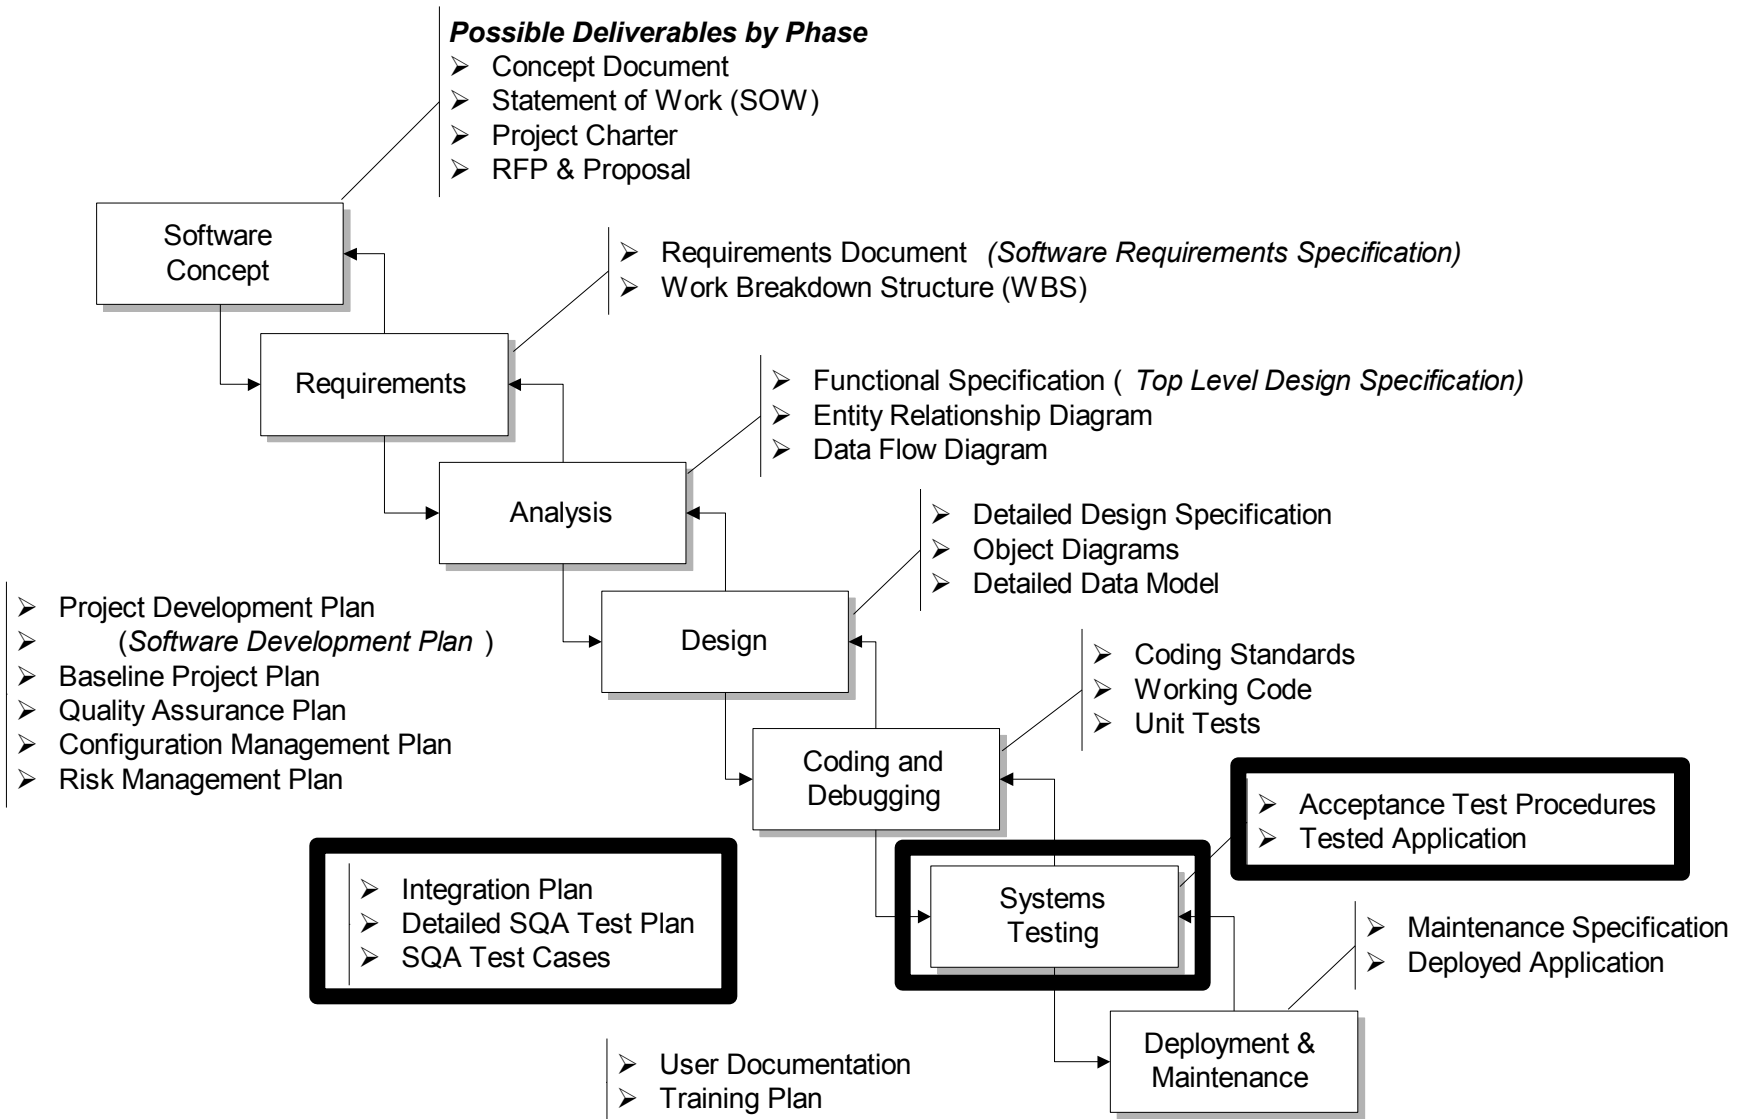 Possible Deliverables by Phase
➢ Concept Document
➢ Statement of Work (SOW)
➢ Project Charter
➢ RFP & Proposal
Software
Concept
➢ Requirements Document (Software Requirements Specification)
➢ Work Breakdown Structure (WBS)
Requirements
➢ Functional Specification ( Top Level Design Specification)
➢ Entity Relationship Diagram
➢ Data Flow Diagram
Analysis
➢ Detailed Design Specification
➢ Object Diagrams
➢ Detailed Data Model
➢ Project Development Plan
➢ (Software Development Plan )
➢ Baseline Project Plan
➢ Quality Assurance Plan
➢ Configuration Management Plan
➢ Risk Management Plan
Design
➢ Coding Standards
➢ Working Code
➢ Unit Tests
Coding and
Debugging
➢ Acceptance Test Procedures
➢ Tested Application
➢ Integration Plan
➢ Detailed SQA Test Plan
➢ SQA Test Cases
Systems
Testing
➢ Maintenance Specification
➢ Deployed Application
➢ User Documentation
➢ Training Plan
Deployment &
Maintenance